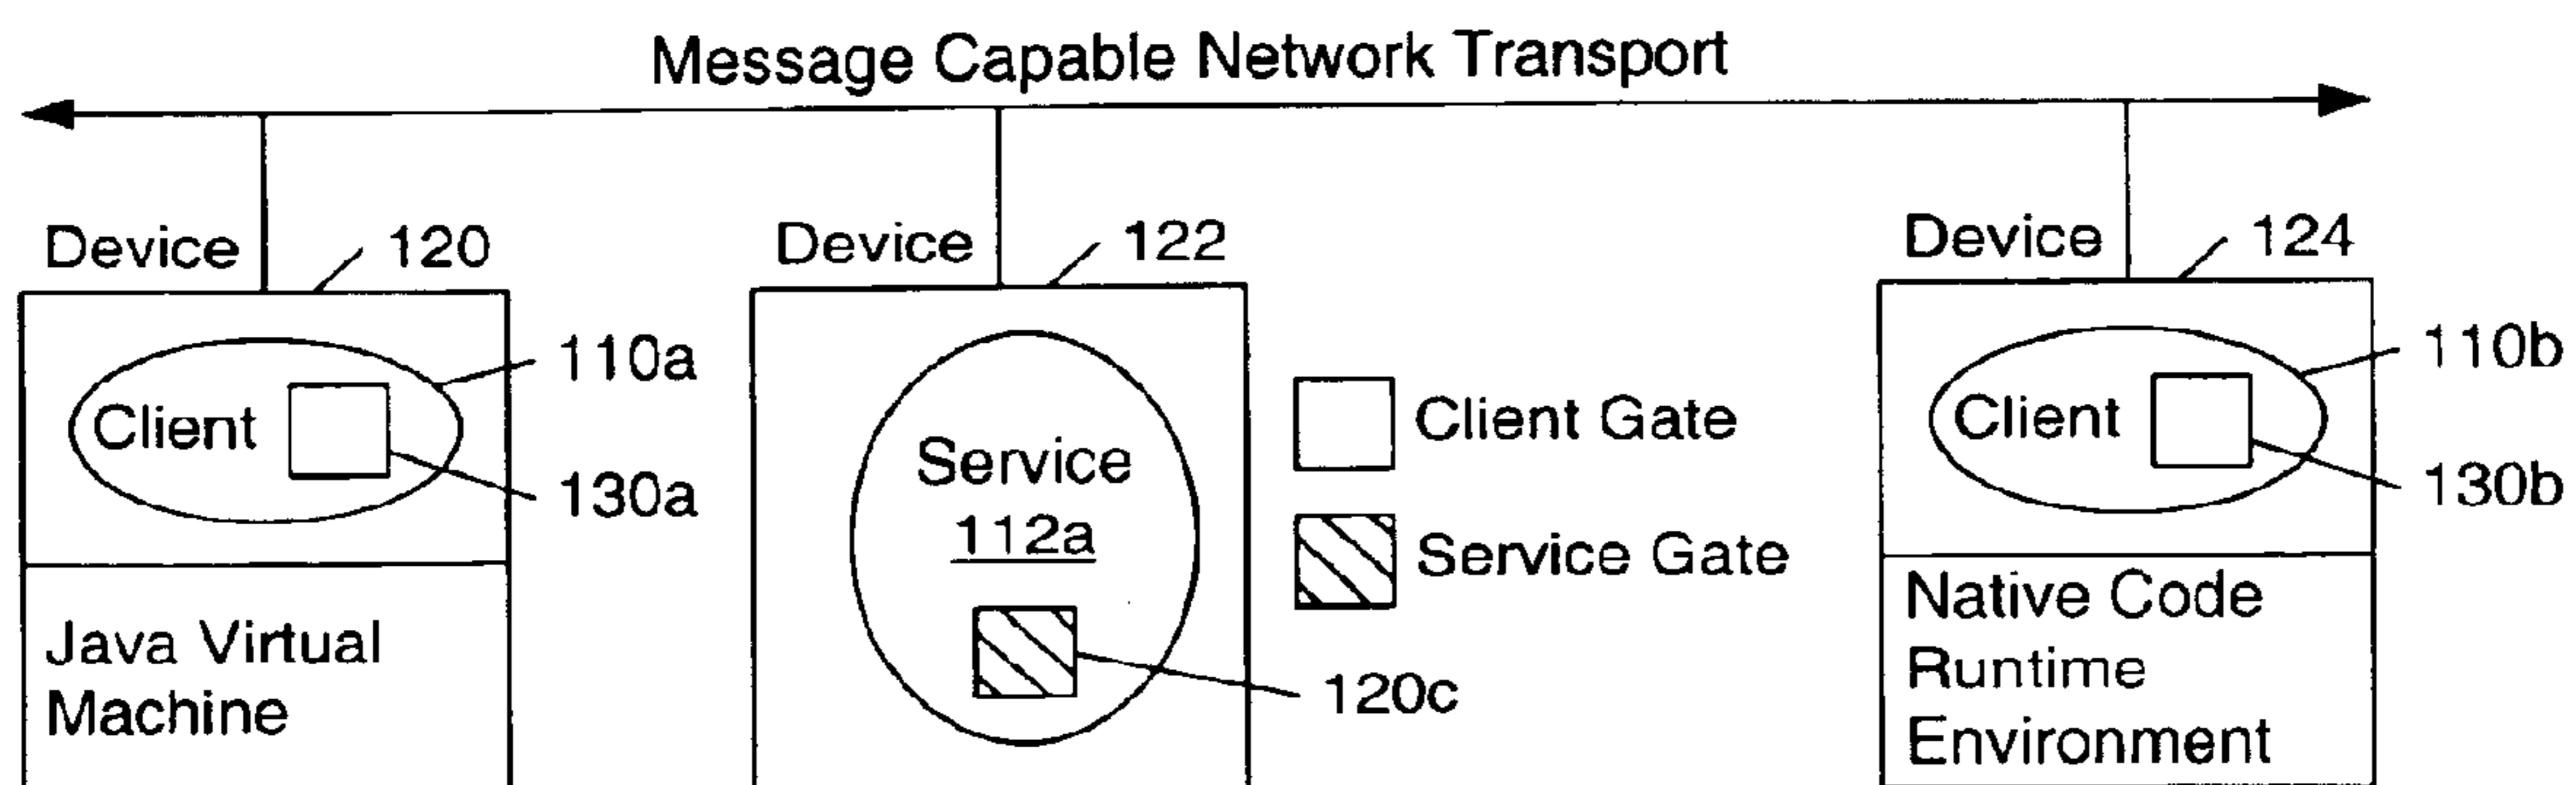 Message Capable Network Transport
Device
120
Device
122
Device
124
110a
Client
130a
Java Virtual
Machine
Service
112a
120c
Client Gate
Service Gate
110b
Client
130b
Native Code
Runtime
Environment